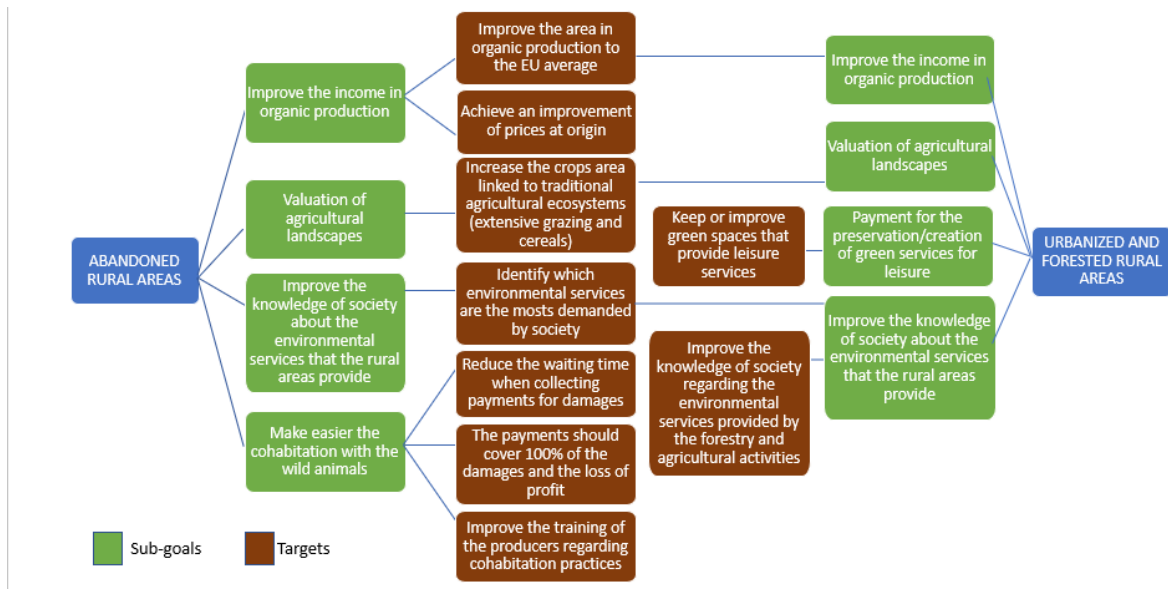 ABANDONED
RURAL AREAS
Improve the income in
organic production
Valuation of
agricultural
landscapes
Improve the
knowledge of society
about the
environmental
services that the rural
areas provide
Make easier the
cohabitation with the
wild animals
Improve the area in
organic production to
the EU average
Achieve an improvement
of prices at origin
Increase the crops area
linked to traditional
agricultural ecosystems
(extensive grazing and
cereals)
Identify which
environmental services
are the mosts demanded
by society
Reduce the waiting time
when collecting
payments for damages
The payments should
cover 100% of the
damages and the loss of
profit
Improve the training of
the producers regarding
cohabitation practices
Keep or improve
green spaces that
provide leisure
services
Improve the
knowledge of society
regarding the
environmental
services provided by
the forestry and
agricultural activities
Improve the income in
organic production
Valuation of agricultural
landscapes
Payment for the
preservation/creation
of green services for
leisure
Improve the knowledge
of society about the
environmental services
that the rural areas
provide
URBANIZED AND
FORESTED RURAL
AREAS
Sub-goals
Targets